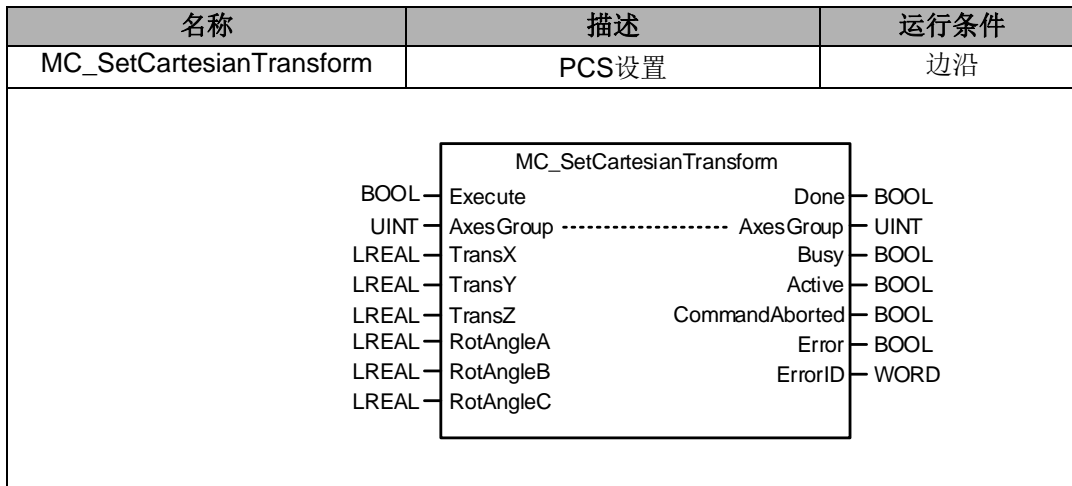 名称 描述 运行条件
MC_SetCartesianTransform PCS设置 边沿
MC_SetCartesianTransform
BOOL Execute Done BOOL
UINT AxesGroup AxesGroup UINT
LREAL TransX Busy BOOL
LREAL TransY Active BOOL
LREAL TransZ CommandAborted BOOL
LREAL RotAngleA Error BOOL
LREAL RotAngleB ErrorID WORD
LREAL RotAngleC